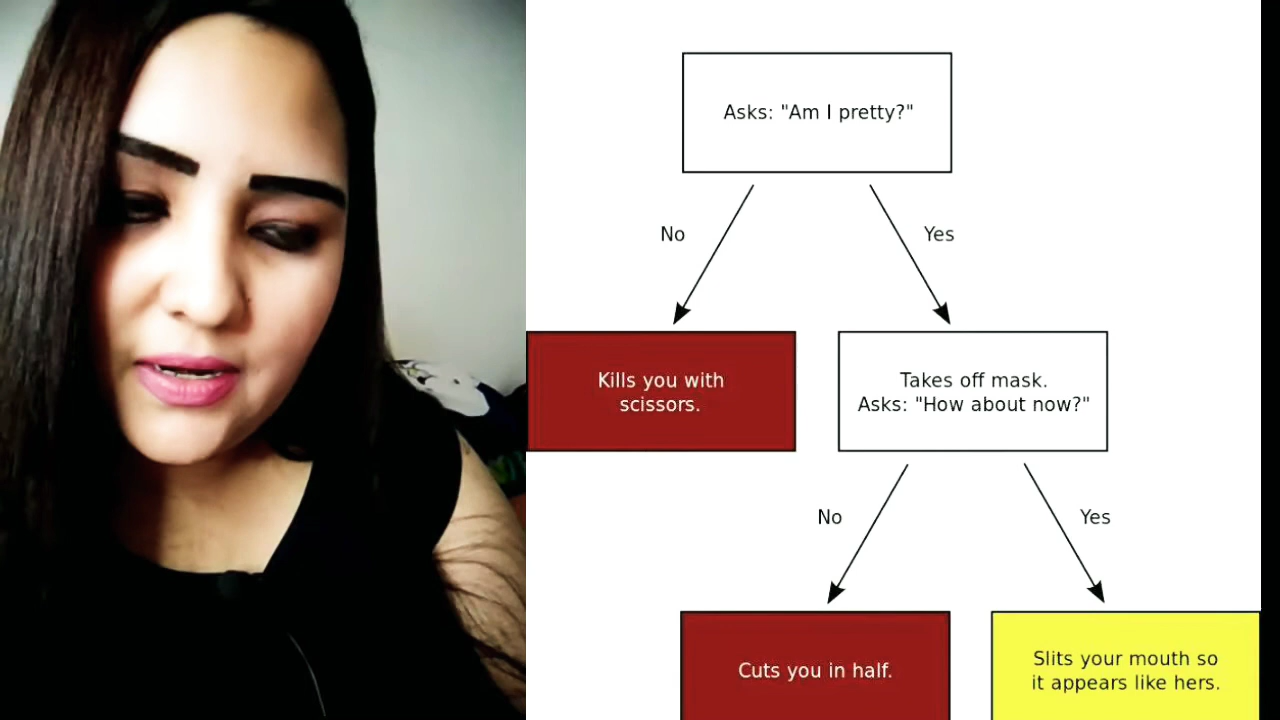 Asks: "Am I pretty?"
No
Yes
Kills you with
scissors.
Takes off mask.
Asks: "How about now?"
No
Yes
Cuts you in half.
Slits your mouth so
it appears like hers.